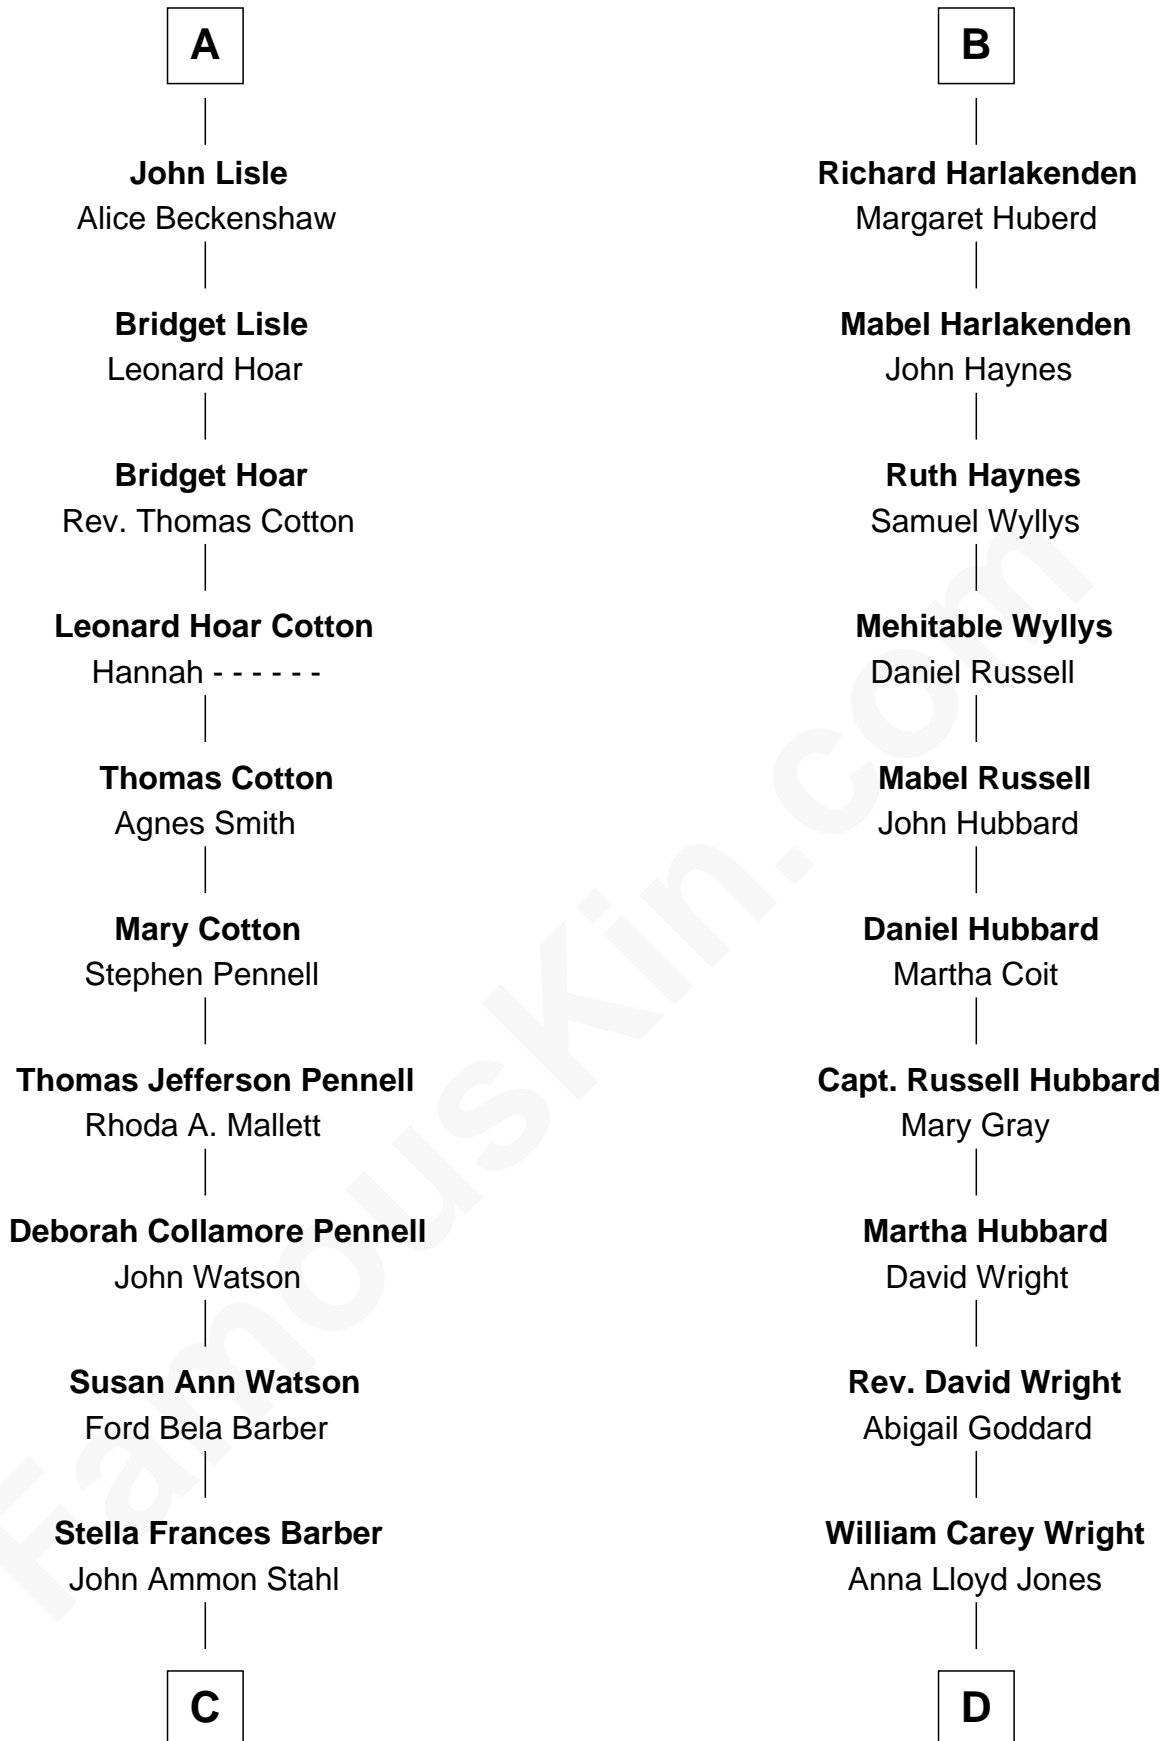 A
John Lisle
Alice Beckenshaw
Bridget Lisle
Leonard Hoar
Bridget Hoar
Rev. Thomas Cotton
Leonard Hoar Cotton
Hannah - - - - - -
Thomas Cotton
Agnes Smith
Mary Cotton
Stephen Pennell
Thomas Jefferson Pennell
Rhoda A. Mallett
Deborah Collamore Pennell
John Watson
Susan Ann Watson
Ford Bela Barber
Stella Frances Barber
John Ammon Stahl
C
B
Richard Harlakenden
Margaret Huberd
Mabel Harlakenden
John Haynes
Ruth Haynes
Samuel Wyllys
Mehitable Wyllys
Daniel Russell
Mabel Russell
John Hubbard
Daniel Hubbard
Martha Coit
Capt. Russell Hubbard
Mary Gray
Martha Hubbard
David Wright
Rev. David Wright
Abigail Goddard
William Carey Wright
Anna Lloyd Jones
D
FamousKin.com